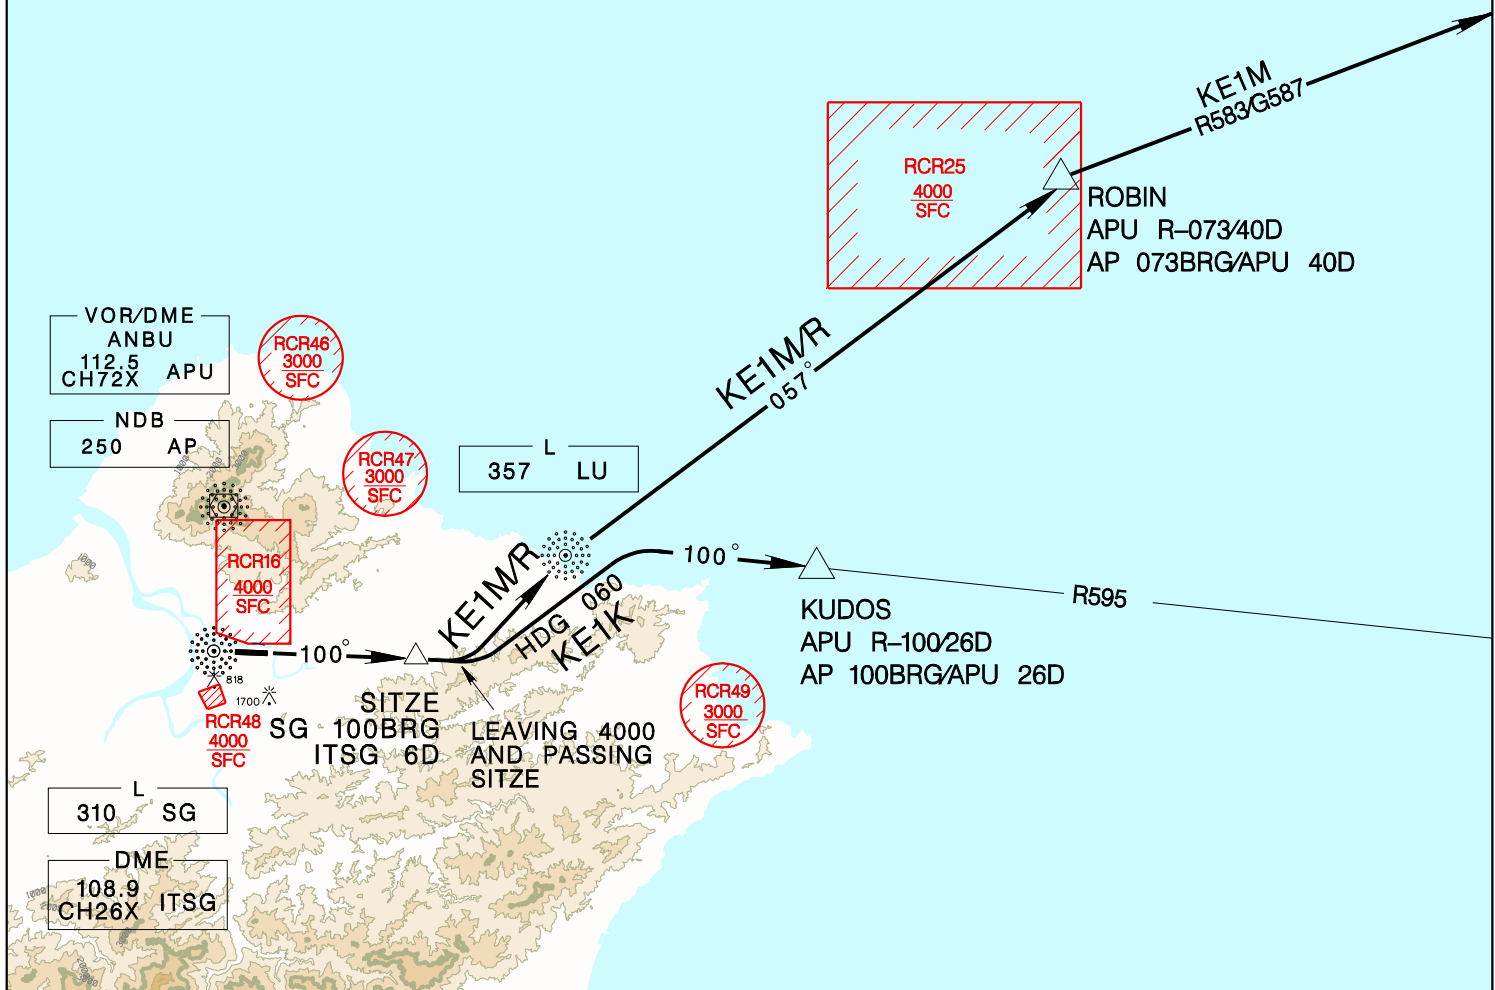 KE1M
R583/G587
RCR25
4000
SFC
ROBIN
APU R–073/40D
AP 073BRG/APU 40D
VOR/DME
ANBU
112.5
CH72X APU
RCR46
3000
SFC
KE1M/R
057°
NDB
250 AP
RCR47
3000
SFC
L
357 LU
1000
2000
1000
RCR16
4000
SFC
KE1M/R
100°
HDG 060
KE1K
R595
KUDOS
APU R–100/26D
AP 100BRG/APU 26D
100°
818
1700
RCR48
4000
SFC
SITZE
SG 100BRG
ITSG 6D
LEAVING 4000
AND PASSING
SITZE
RCR49
3000
SFC
L
310 SG
DME
108.9
CH26X ITSG
1000